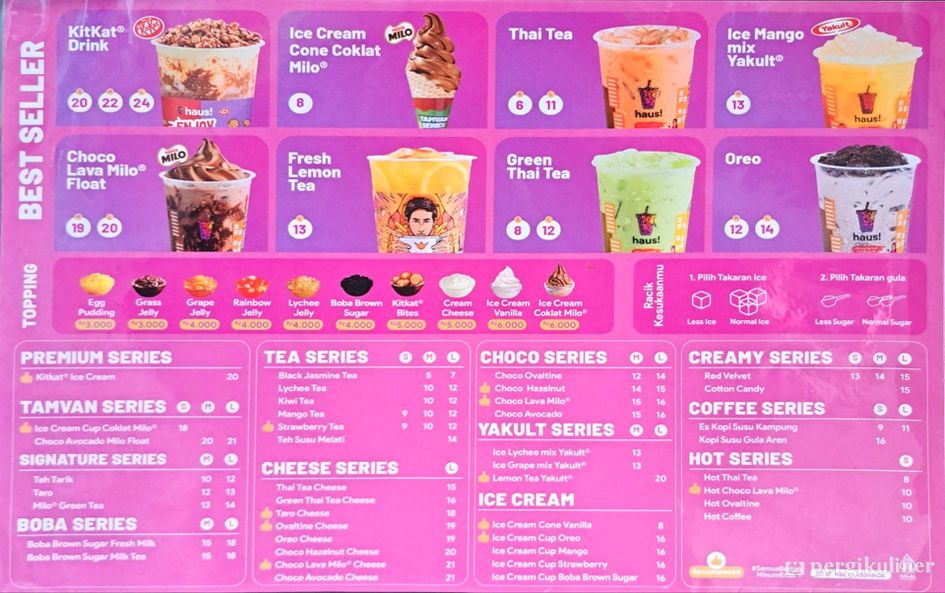 BEST SELLER
KitKat®
Drink
KitKat
20 22 24
haus!
ENJOY
Ice Cream
Cone Coklat
Milo®
MILO
8
TAMVAN
SERIES
Thai Tea
6 11
haus!
Ice Mango
mix
Yakult®
Yakult
13
haus!
Choco
Lava Milo®
Float
MILO
19 20
haus!
Fresh
Lemon
Tea
13
Green
Thai Tea
8 12
haus!
Oreo
12 14
haus!
TOPPING
Egg
Pudding
Rp3.000
Grass
Jelly
Rp3.000
Grape
Jelly
Rp4.000
Rainbow
Jelly
Rp4.000
Lychee
Jelly
Rp4.000
Boba Brown
Sugar
Rp4.000
Kitkat®
Bites
Rp5.000
Cream
Cheese
Rp5.000
Ice Cream
Vanilla
Rp6.000
Ice Cream
Coklat Milo®
Rp6.000
Racik
Kesukaanmu
1. Pilih Takaran Ice
Less Ice Normal Ice
2. Pilih Takaran gula
Less Sugar Normal Sugar
PREMIUM SERIES
Kitkat® Ice Cream 20
TAMVAN SERIES S M L
Ice Cream Cup Coklat Milo® 18
Choco Avocado Milo Float 20 21
SIGNATURE SERIES M L
Teh Tarik 10 12
Taro 12 13
Milo® Green Tea 13 14
BOBA SERIES M L
Boba Brown Sugar Fresh Milk 15 18
Boba Brown Sugar Milk Tea 15 18
TEA SERIES S M L
Black Jasmine Tea 5 7
Lychee Tea 10 12
Kiwi Tea 10 12
Mango Tea 9 10 12
Strawberry Tea 9 10 12
Teh Susu Melati 14
CHEESE SERIES L
Thai Tea Cheese 15
Green Thai Tea Cheese 16
Taro Cheese 18
Ovaltine Cheese 19
Oreo Cheese 19
Choco Hazelnut Cheese 20
Choco Lava Milo® Cheese 21
Choco Avocado Cheese 21
CHOCO SERIES M L
Choco Ovaltine 12 14
Choco Hazelnut 14 15
Choco Lava Milo® 15 16
Choco Avocado 15 16
YAKULT SERIES M L
Ice Lychee mix Yakult® 13
Ice Grape mix Yakult® 13
Lemon Tea Yakult® 20
ICE CREAM
Ice Cream Cone Vanilla 8
Ice Cream Cup Oreo 16
Ice Cream Cup Mango 16
Ice Cream Cup Strawberry 16
Ice Cream Cup Boba Brown Sugar 16
CREAMY SERIES S M L
Red Velvet 13 14 15
Cotton Candy 15
COFFEE SERIES S L
Es Kopi Susu Kampung 9 11
Kopi Susu Gula Aren 16
HOT SERIES S
Hot Thai Tea 8
Hot Choco Lava Milo® 10
Hot Ovaltine 10
Hot Coffee 10
Recommended
pergikuliner
HALAL